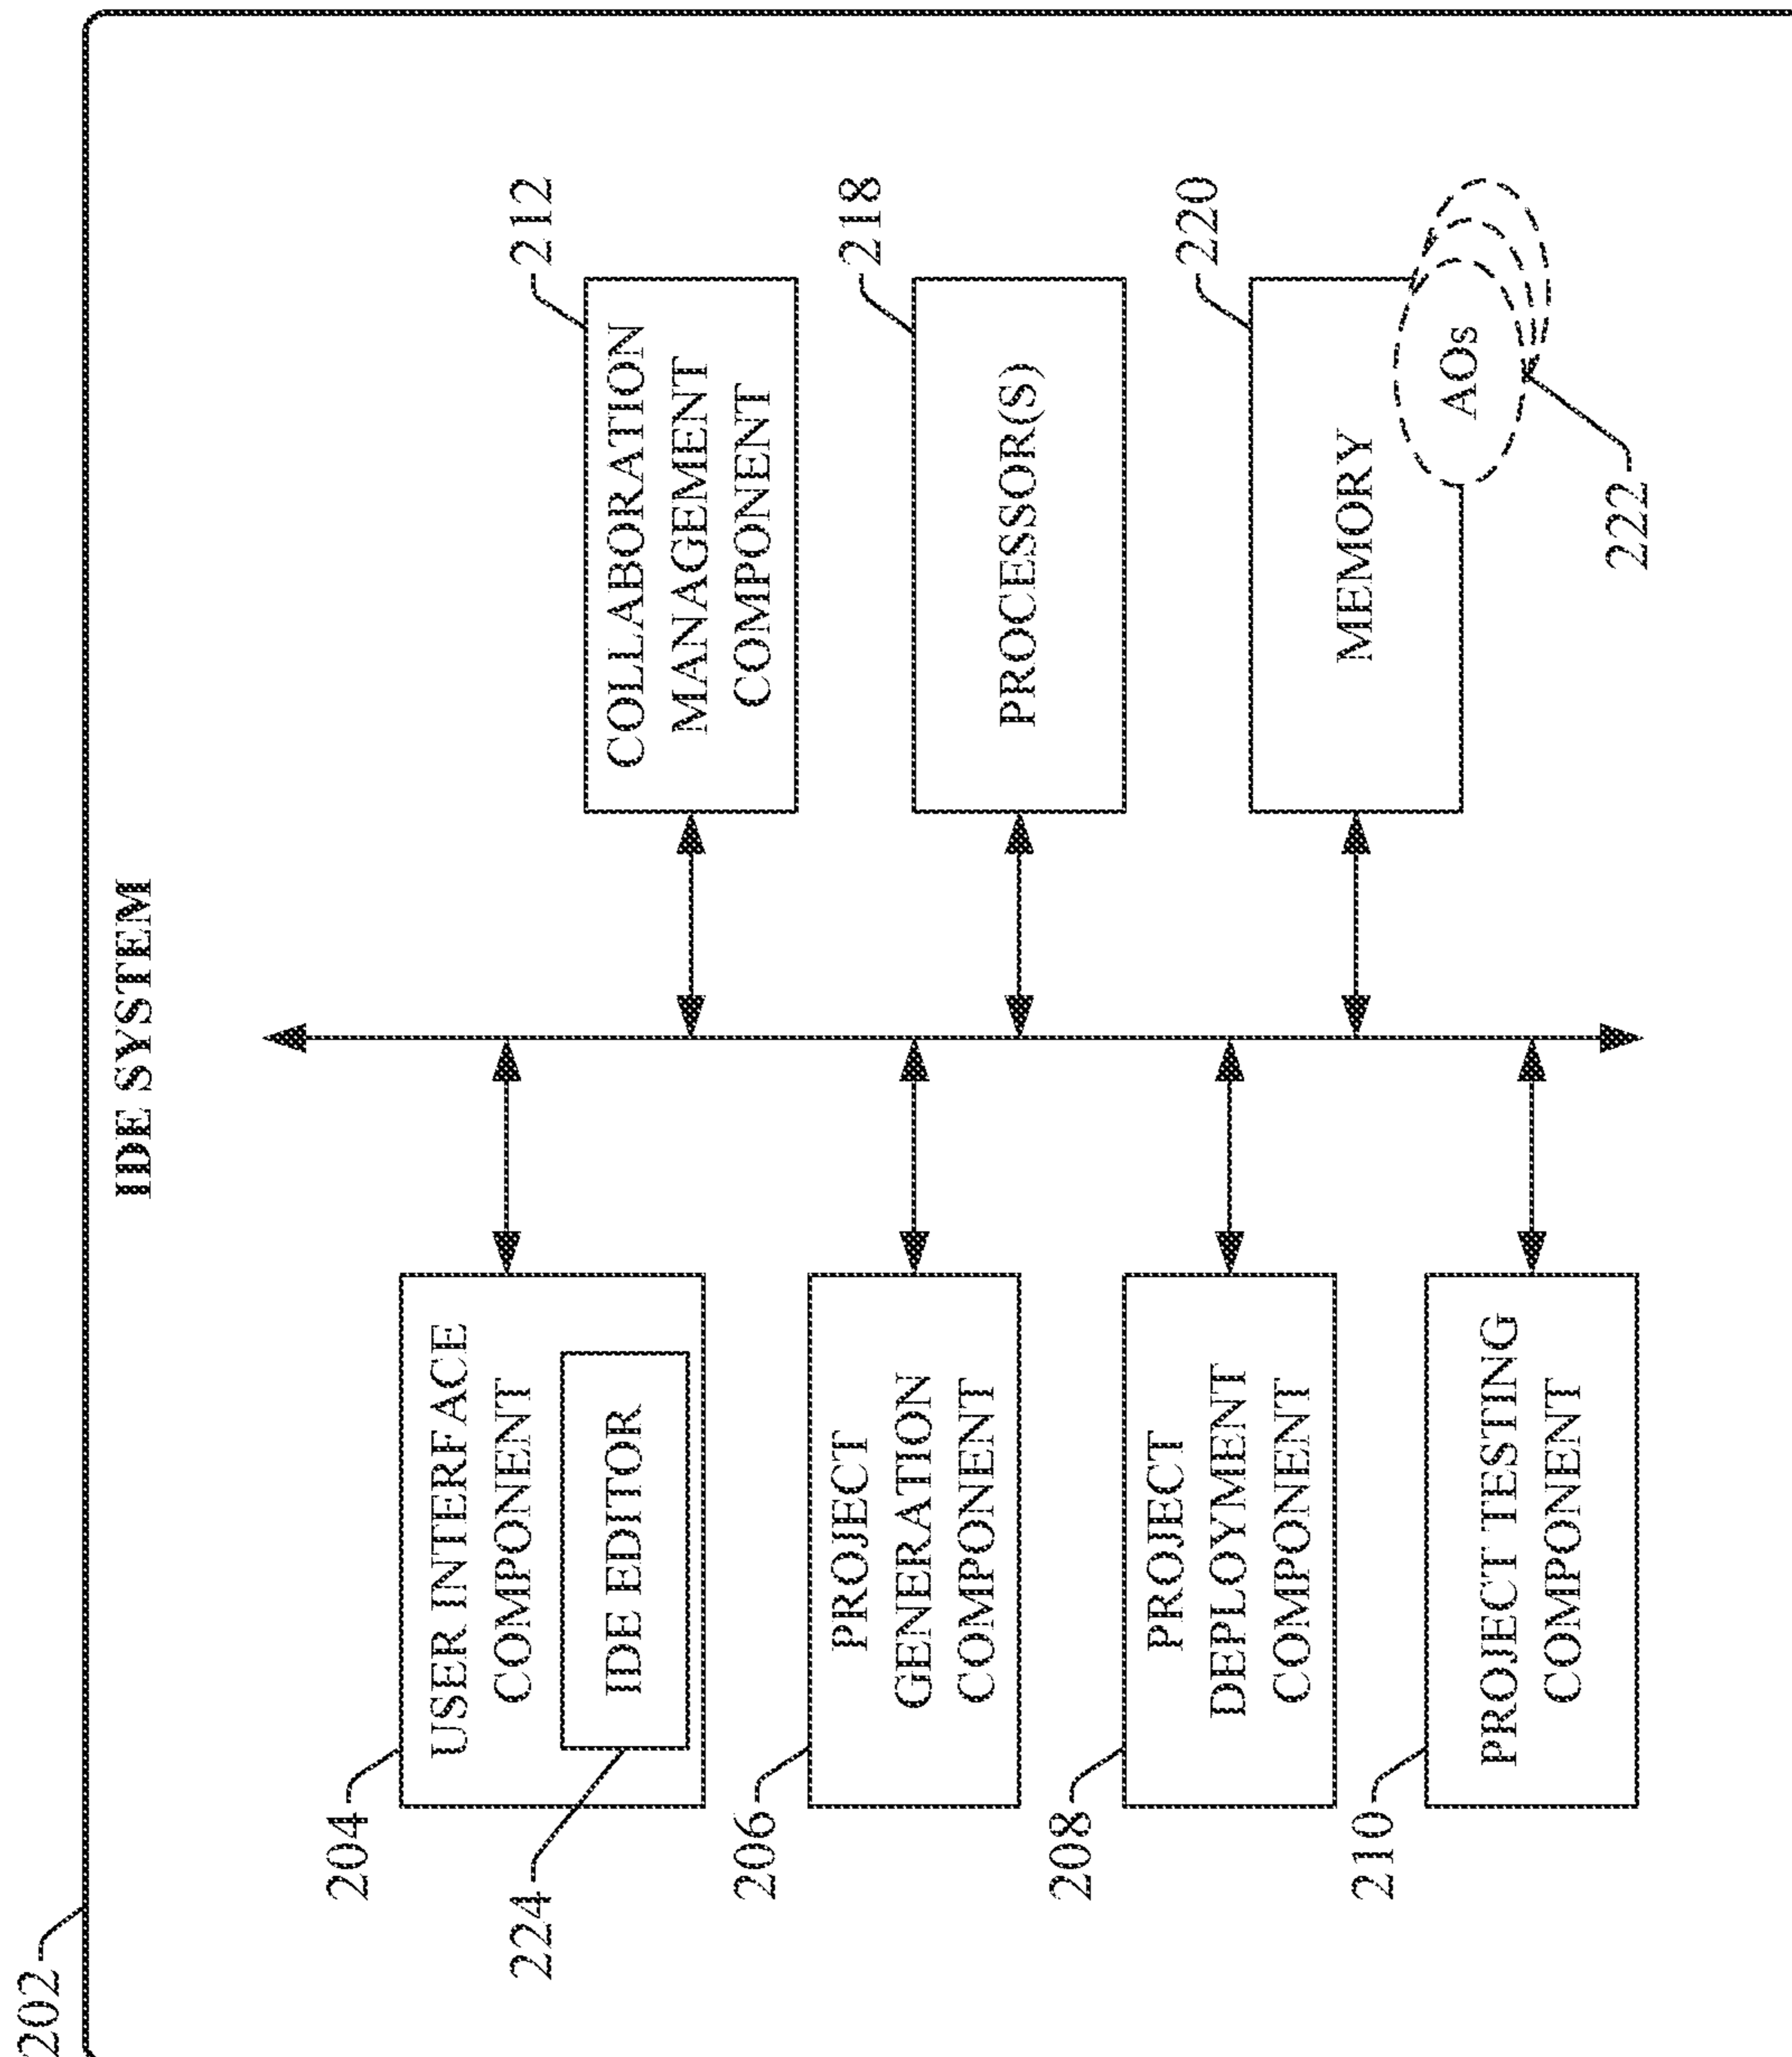 202
IDE SYSTEM
204
USER INTERFACE
COMPONENT
IDE EDITOR
224
206
PROJECT
GENERATION
COMPONENT
208
PROJECT
DEPLOYMENT
COMPONENT
210
PROJECT TESTING
COMPONENT
212
COLLABORATION
MANAGEMENT
COMPONENT
218
PROCESSOR(S)
220
MEMORY
AOs
222